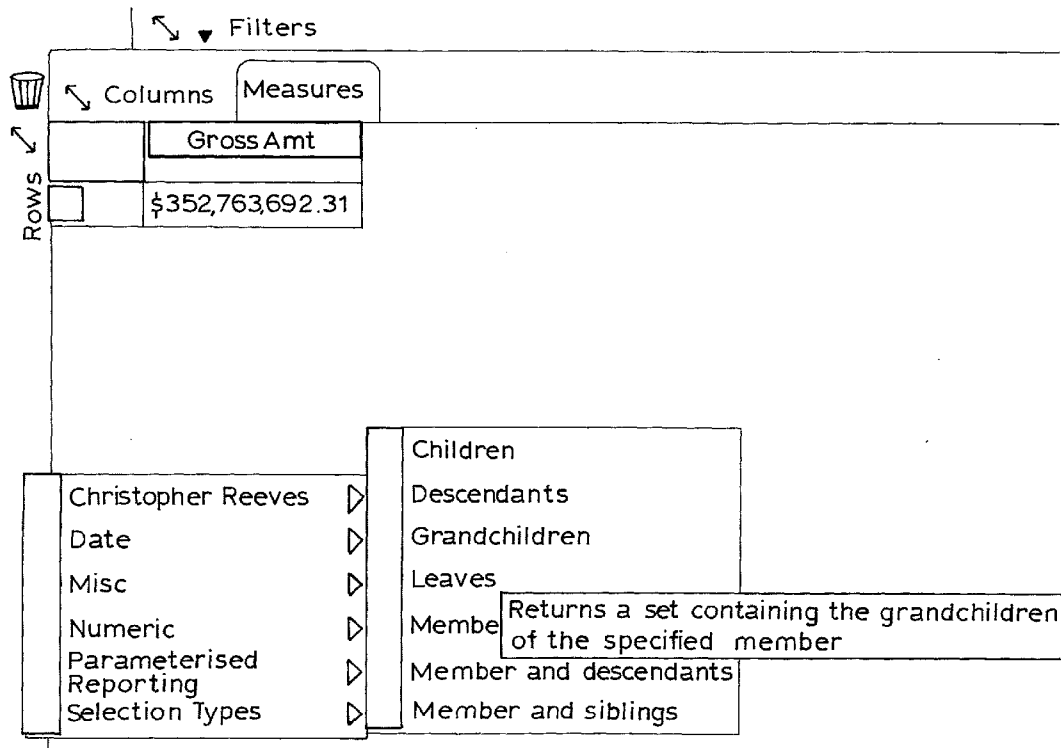 Filters
Columns
Measures
Rows
Gross Amt
$352,763,692.31
Christopher Reeves
Date
Misc
Numeric
Parameterised
Reporting
Selection Types
Children
Descendants
Grandchildren
Leaves
Membe
Returns a set containing the grandchildren
of the specified member
Member and descendants
Member and siblings